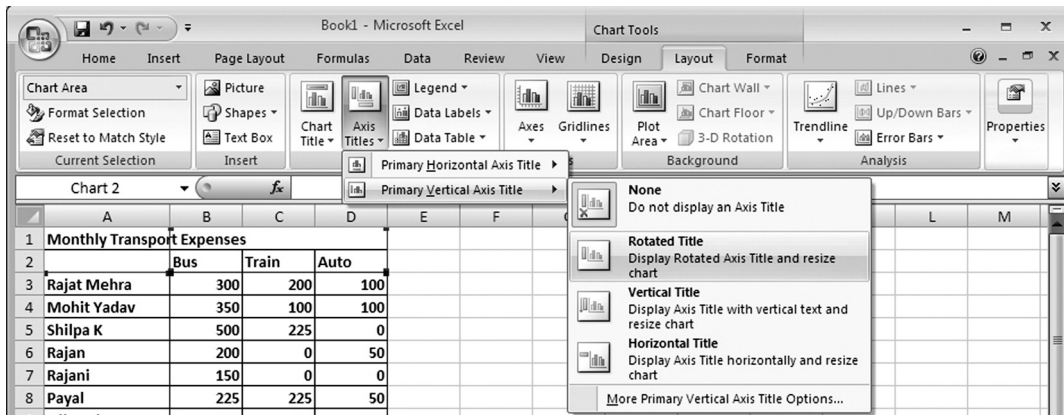 Book1 - Microsoft Excel
Chart Tools
Home Insert Page Layout Formulas Data Review View Design Layout Format
Chart Area
Format Selection
Reset to Match Style
Current Selection
Picture
Shapes
Text Box
Insert
Chart Title
Axis Titles
Legend
Data Labels
Data Table
Axes
Gridlines
Plot Area
Chart Wall
Chart Floor
3-D Rotation
Background
Trendline
Lines
Up/Down Bars
Error Bars
Analysis
Properties
Primary Horizontal Axis Title
Primary Vertical Axis Title
Chart 2
fx
None
Do not display an Axis Title
Rotated Title
Display Rotated Axis Title and resize
chart
Vertical Title
Display Axis Title with vertical text and
resize chart
Horizontal Title
Display Axis Title horizontally and resize
chart
More Primary Vertical Axis Title Options...
A B C D E F L M
1 Monthly Transport Expenses
2 Bus Train Auto
3 Rajat Mehra 300 200 100
4 Mohit Yadav 350 100 100
5 Shilpa K 500 225 0
6 Rajan 200 0 50
7 Rajani 150 0 0
8 Payal 225 225 50